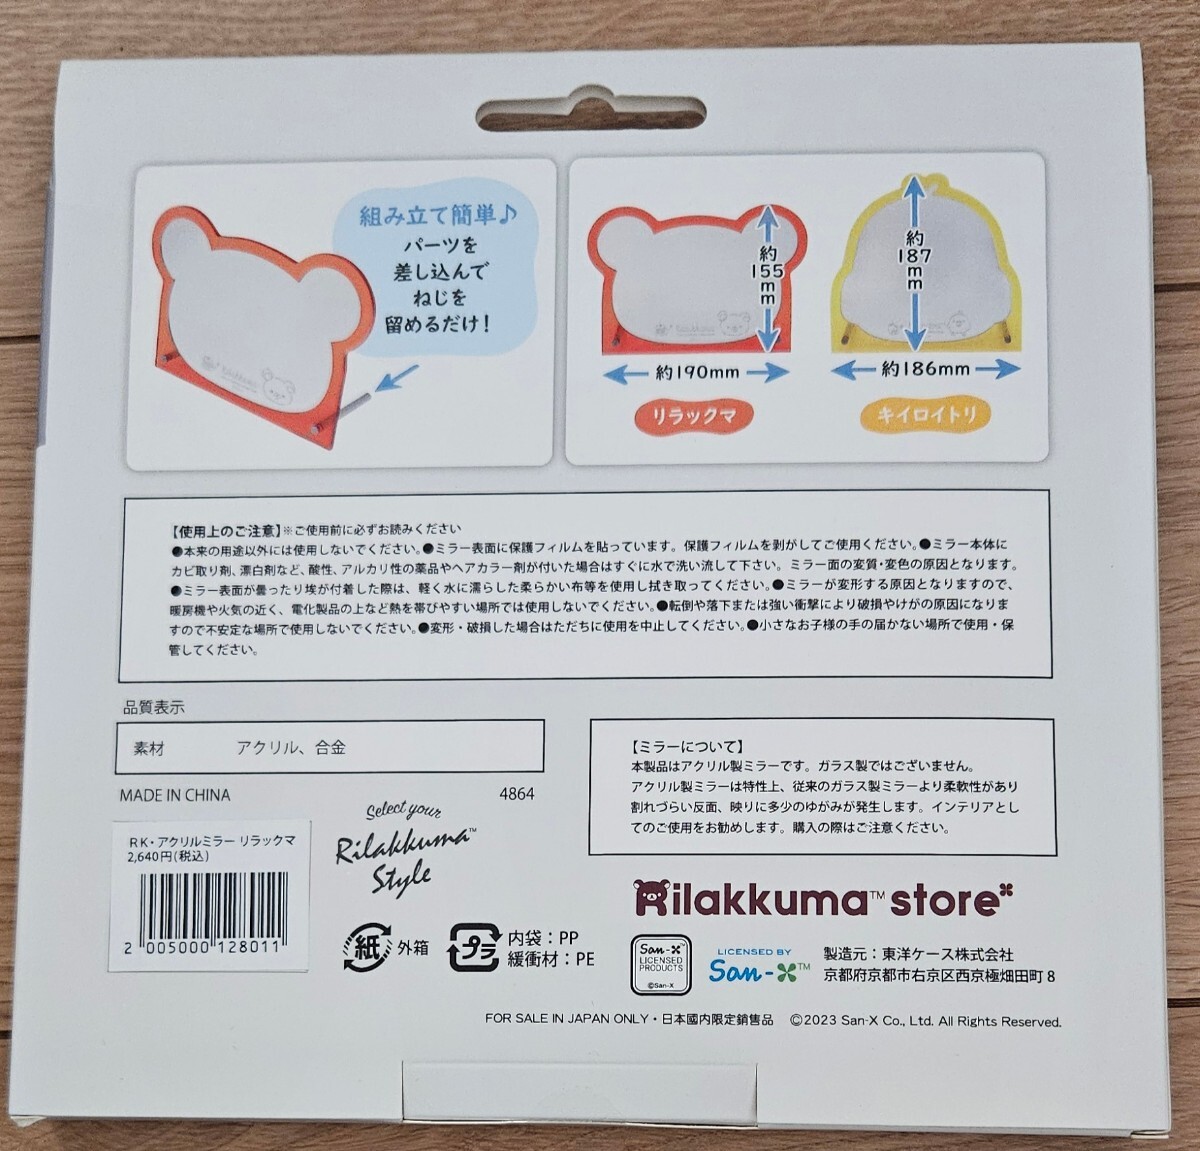 組み立て簡単♪
パーツを
差し込んで
ねじを
留めるだけ!
約155mm
約190mm
リラックマ
約187mm
約186mm
キイロイトリ
【使用上のご注意】※ご使用前に必ずお読みください
●本来の用途以外には使用しないでください。●ミラー表面に保護フィルムを貼っています。保護フィルムを剥がしてご使用ください。●ミラー本体に
カビ取り剤、漂白剤など、酸性、アルカリ性の薬品やヘアカラー剤が付いた場合はすぐに水で洗い流して下さい。ミラー面の変質・変色の原因となります。
●ミラー表面が曇ったり埃が付着した際は、軽く水に濡らした柔らかい布等を使用し拭き取ってください。●ミラーが変形する原因となりますので、
暖房機や火気の近く、電化製品の上など熱を帯びやすい場所では使用しないでください。●転倒や落下または強い衝撃により破損やけがの原因になりま
すので不安定な場所で使用しないでください。●変形・破損した場合はただちに使用を中止してください。●小さなお子様の手の届かない場所で使用・保
管してください。
品質表示
素材 アクリル、合金
MADE IN CHINA 4864
【ミラーについて】
本製品はアクリル製ミラーです。ガラス製ではございません。
アクリル製ミラーは特性上、従来のガラス製ミラーより柔軟性があり
割れづらい反面、映りに多少のゆがみが発生します。インテリアとし
てのご使用をお勧めします。購入の際はご注意ください。
RK・アクリルミラー リラックマ
2,640円(税込)
2 005000 128011
Select your
Rilakkuma™
Style
紙 外箱
プラ 内袋:PP
緩衝材:PE
Rilakkuma™ store
San-X™
LICENSED
PRODUCTS
©San-X
LICENSED BY
San-X™
製造元:東洋ケース株式会社
京都府京都市右京区西京極畑田町8
FOR SALE IN JAPAN ONLY・日本國内限定銷售品 ©2023 San-X Co., Ltd. All Rights Reserved.